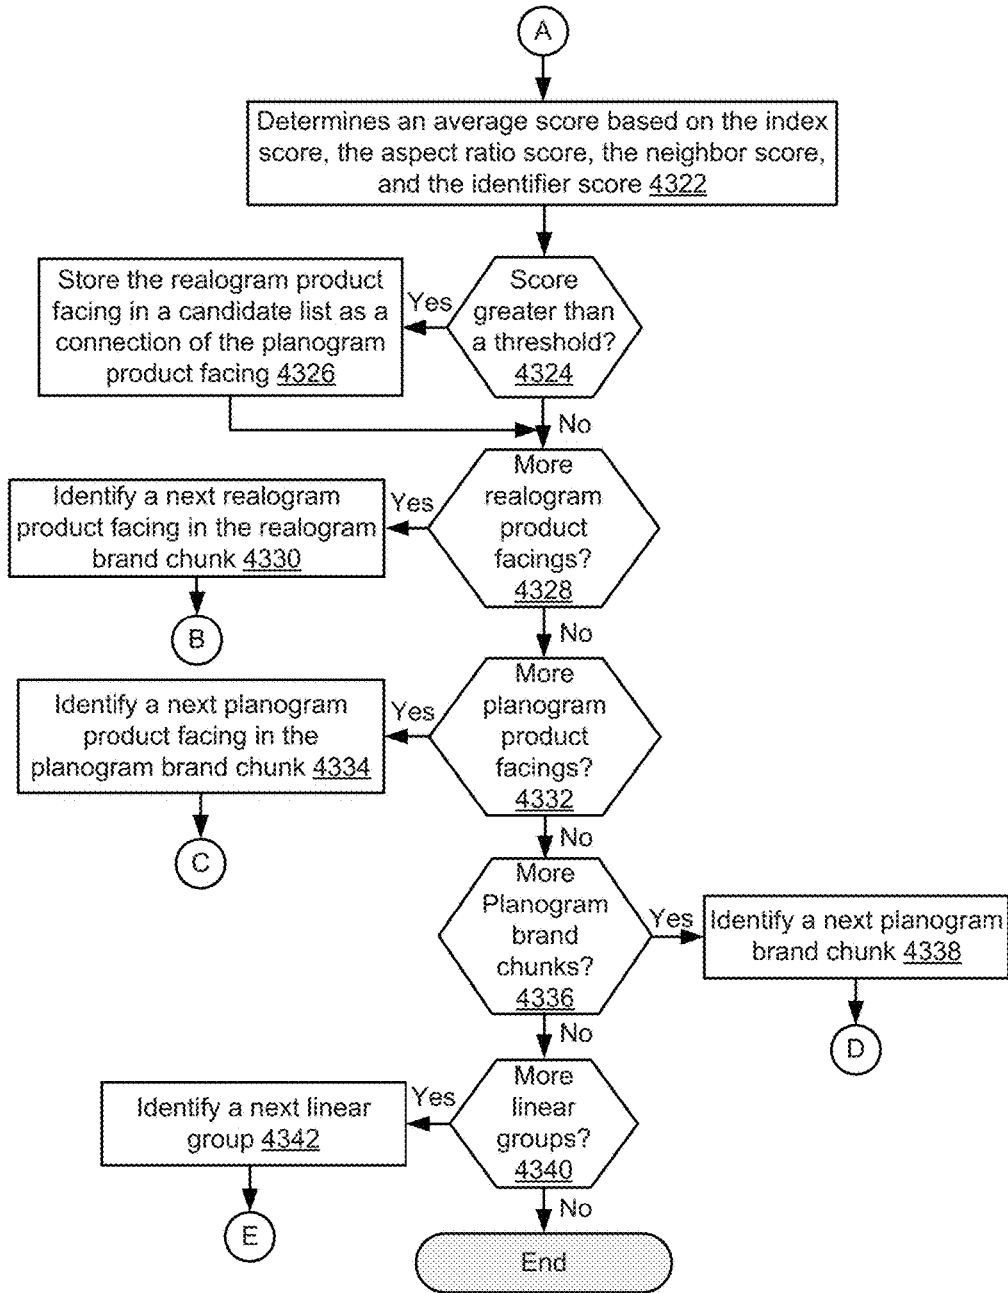 A
Determines an average score based on the index
score, the aspect ratio score, the neighbor score,
and the identifier score 4322
Store the realogram product
facing in a candidate list as a
connection of the planogram
product facing 4326
Yes
Score
greater than
a threshold?
4324
No
Identify a next realogram
product facing in the realogram
brand chunk 4330
Yes
More
realogram
product
facings?
4328
B
No
Identify a next planogram
product facing in the
planogram brand chunk 4334
Yes
More
planogram
product
facings?
4332
C
No
More
Planogram
brand
chunks?
4336
Yes
Identify a next planogram
brand chunk 4338
D
No
Identify a next linear
group 4342
Yes
More
linear
groups?
4340
E
No
End